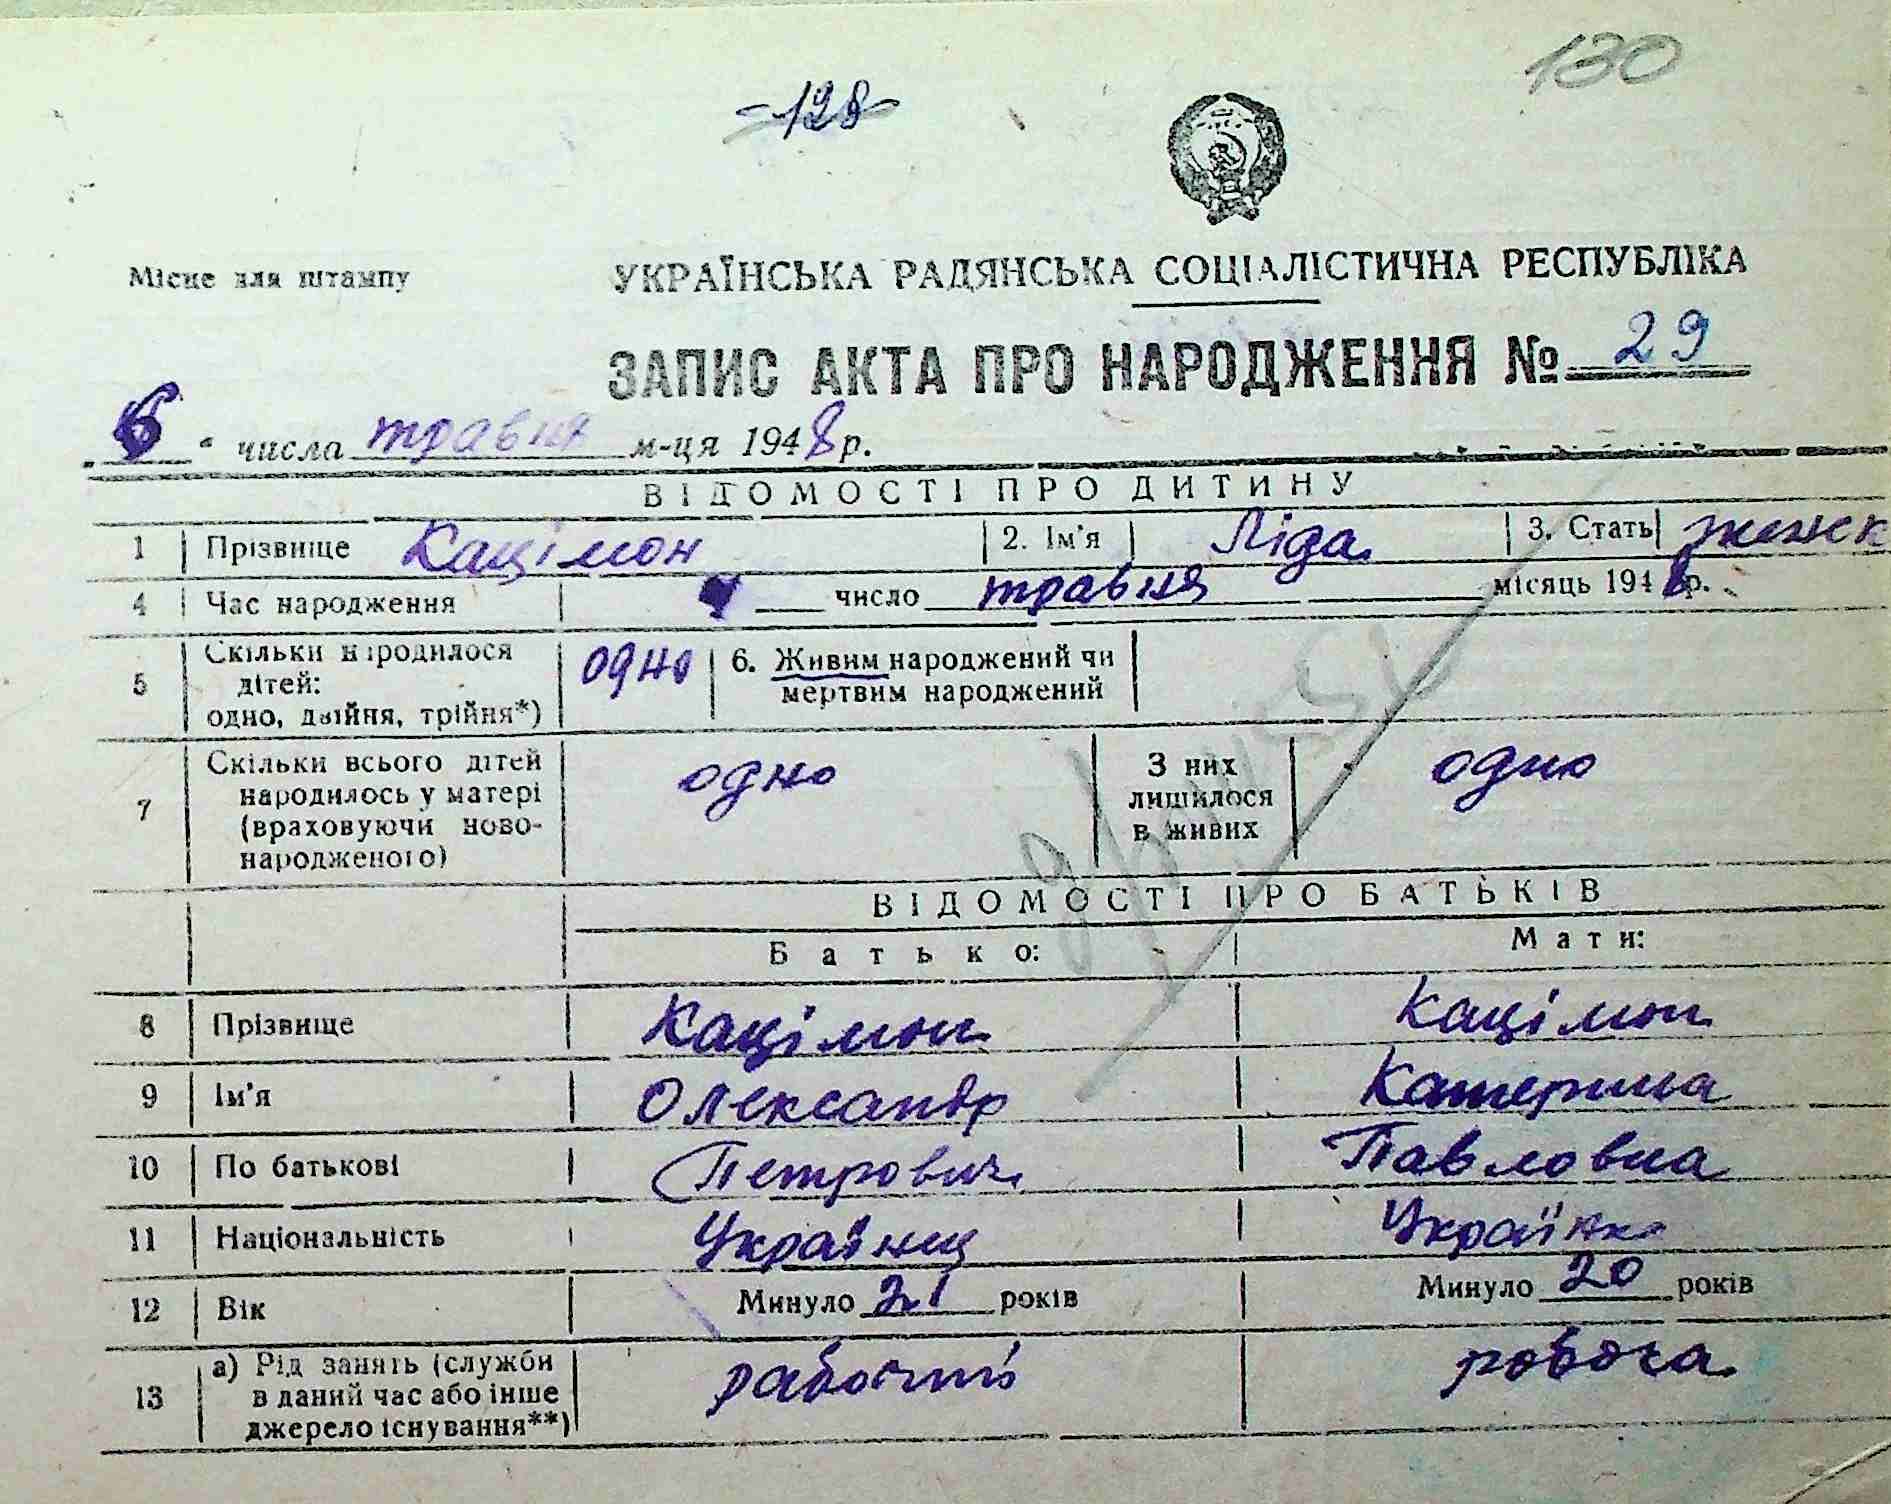 130
-128-
Місце для штампу
УКРАЇНСЬКА РАДЯНСЬКА СОЦІАЛІСТИЧНА РЕСПУБЛІКА
ЗАПИС АКТА ПРО НАРОДЖЕННЯ № 29
6 " числа травня м-ця 1948 р.
ВІДОМОСТІ ПРО ДИТИНУ
1 Прізвище Кацімон 2. Ім'я Ліда 3. Стать женск
4 Час народження 4 число травня місяць 1948 р.
5 Скільки народилося дітей: одно, двійня, трійня*) одно 6. Живим народжений чи мертвим народжений
7 Скільки всього дітей народилось у матері (враховуючи ново-народженого) одно З них лишилося в живих одно
ВІДОМОСТІ ПРО БАТЬКІВ
Батько: Мати:
8 Прізвище Кацімон Кацімон
9 Ім'я Олександр Катерина
10 По батькові Петрович Павловна
11 Національність Українц Українка
12 Вік Минуло 21 років Минуло 20 років
13 а) Рід занять (служби в даний час або інше джерело існування**) рабочий